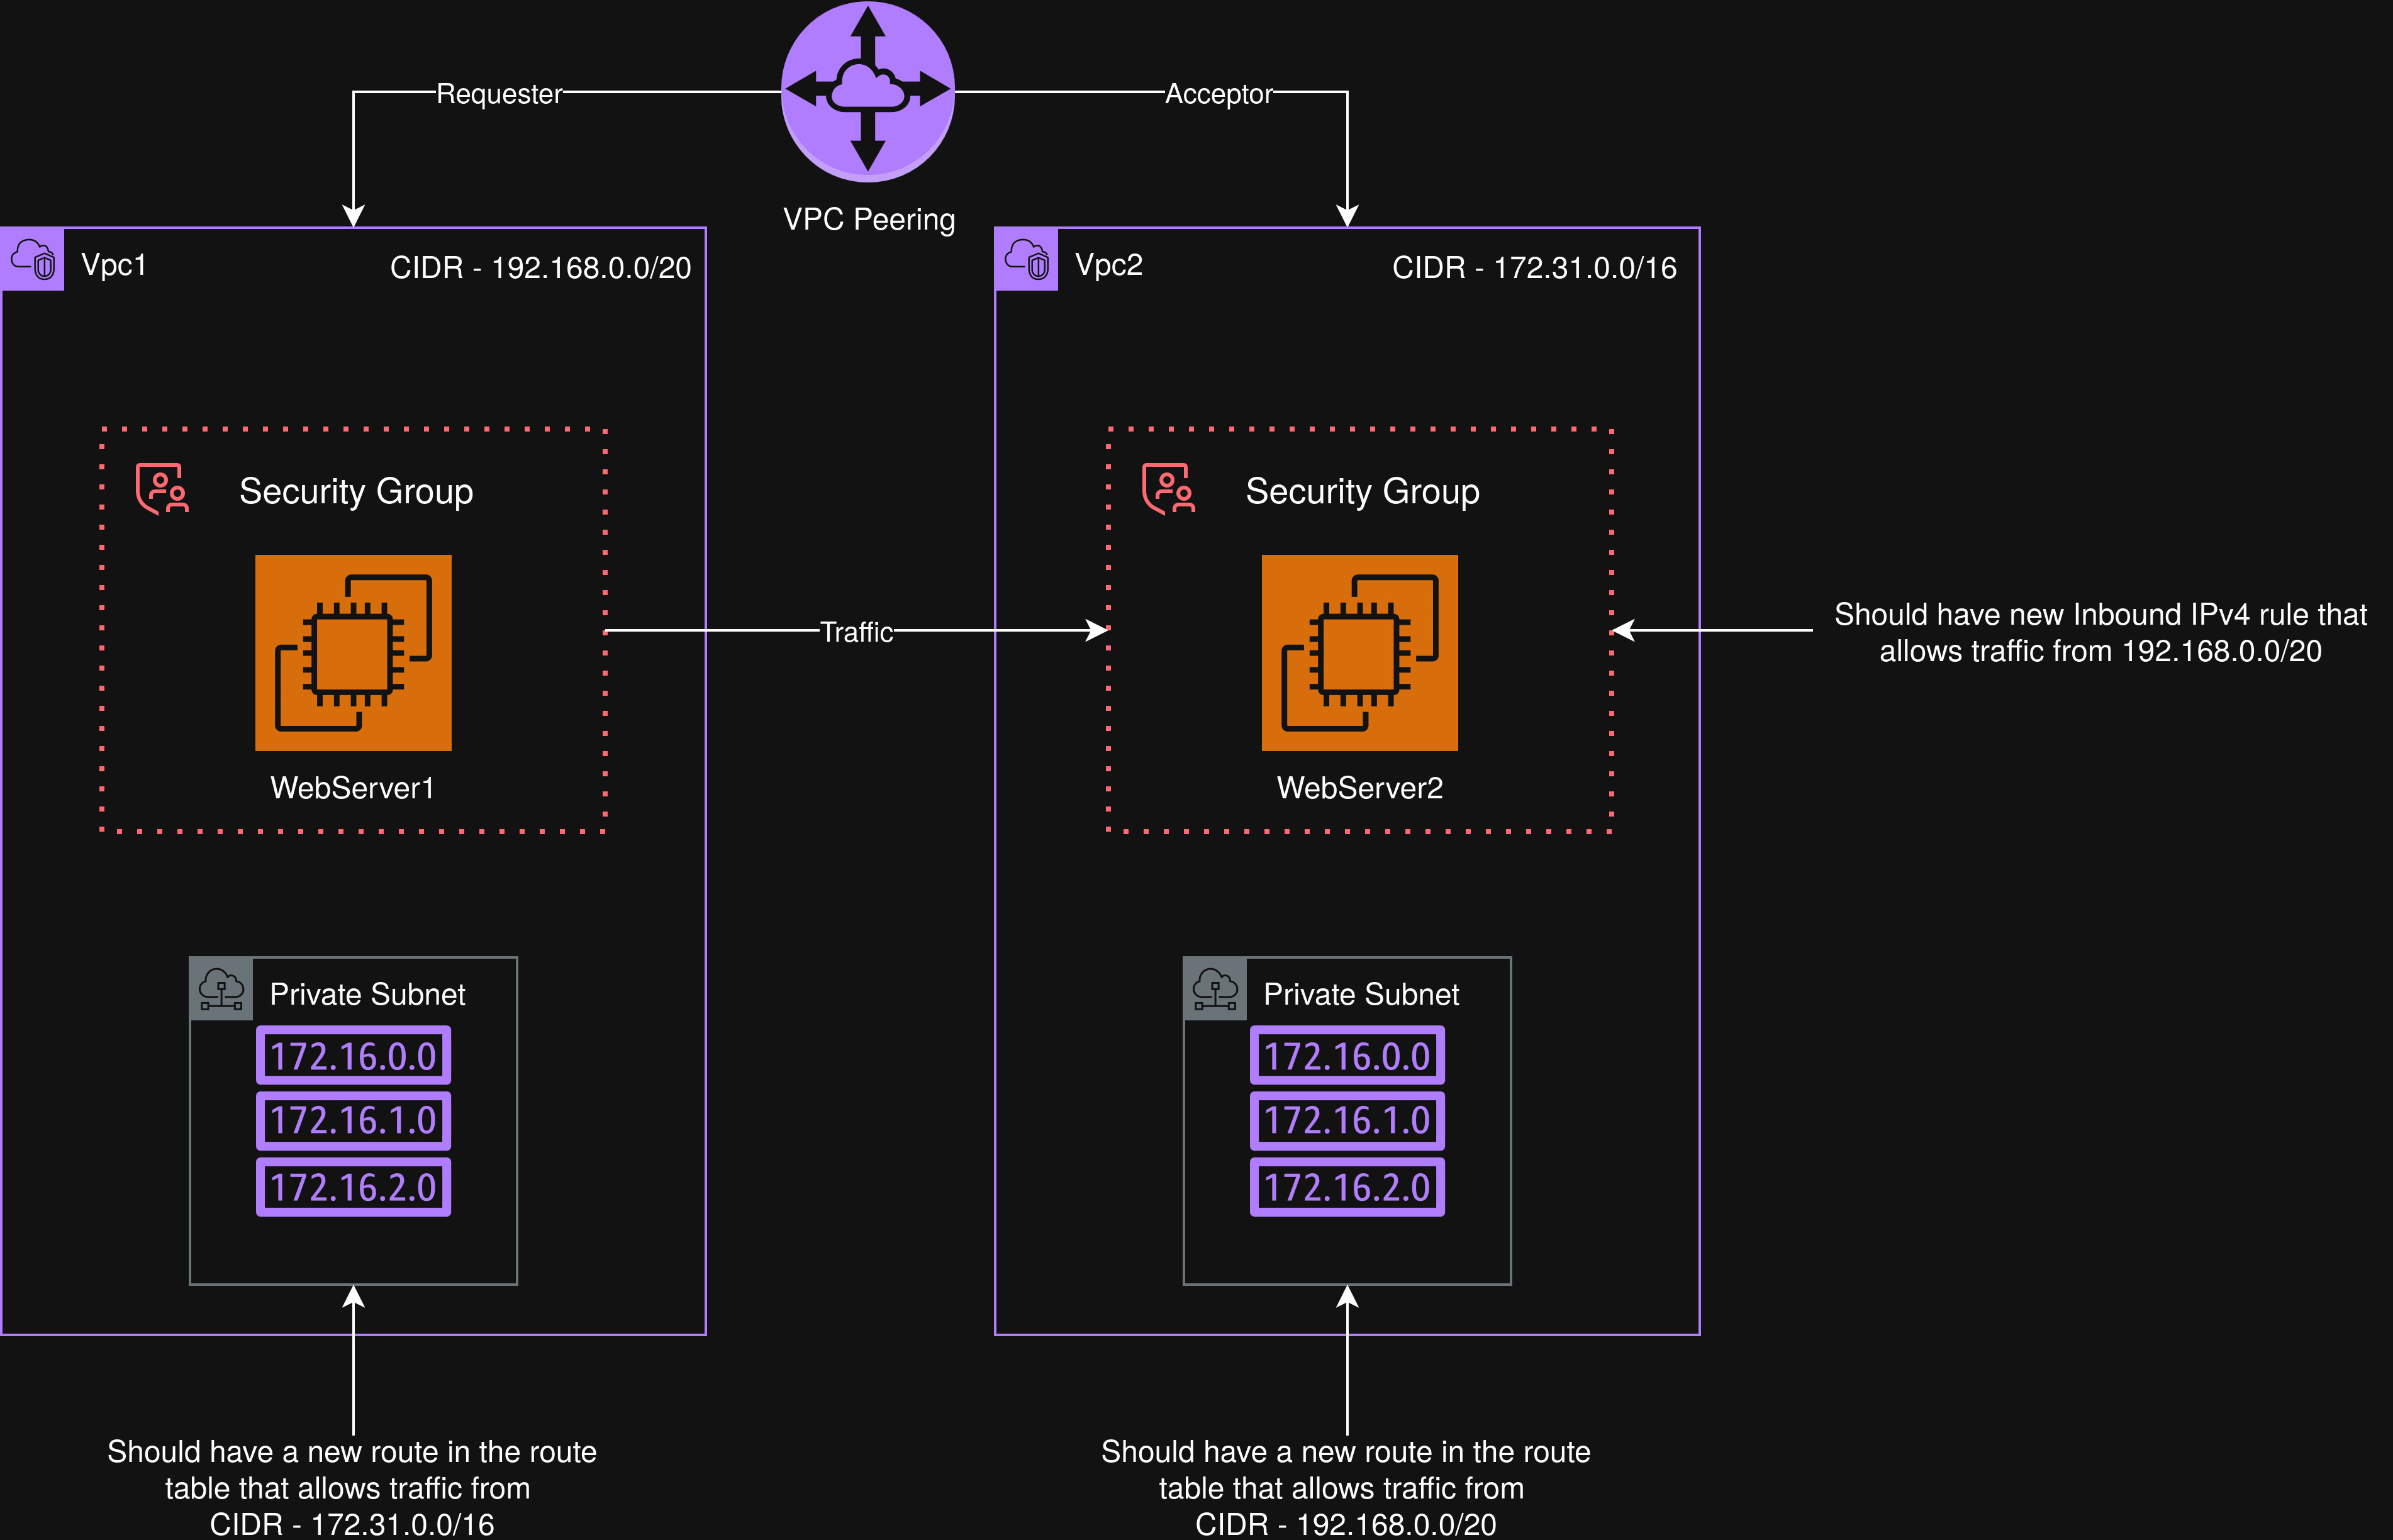 Requester
Acceptor
VPC Peering
Vpc1
CIDR - 192.168.0.0/20
Vpc2
CIDR - 172.31.0.0/16
Security Group
Security Group
Traffic
Should have new Inbound IPv4 rule that
allows traffic from 192.168.0.0/20
WebServer1
WebServer2
Private Subnet
172.16.0.0
172.16.1.0
172.16.2.0
Private Subnet
172.16.0.0
172.16.1.0
172.16.2.0
Should have a new route in the route
table that allows traffic from
CIDR - 172.31.0.0/16
Should have a new route in the route
table that allows traffic from
CIDR - 192.168.0.0/20